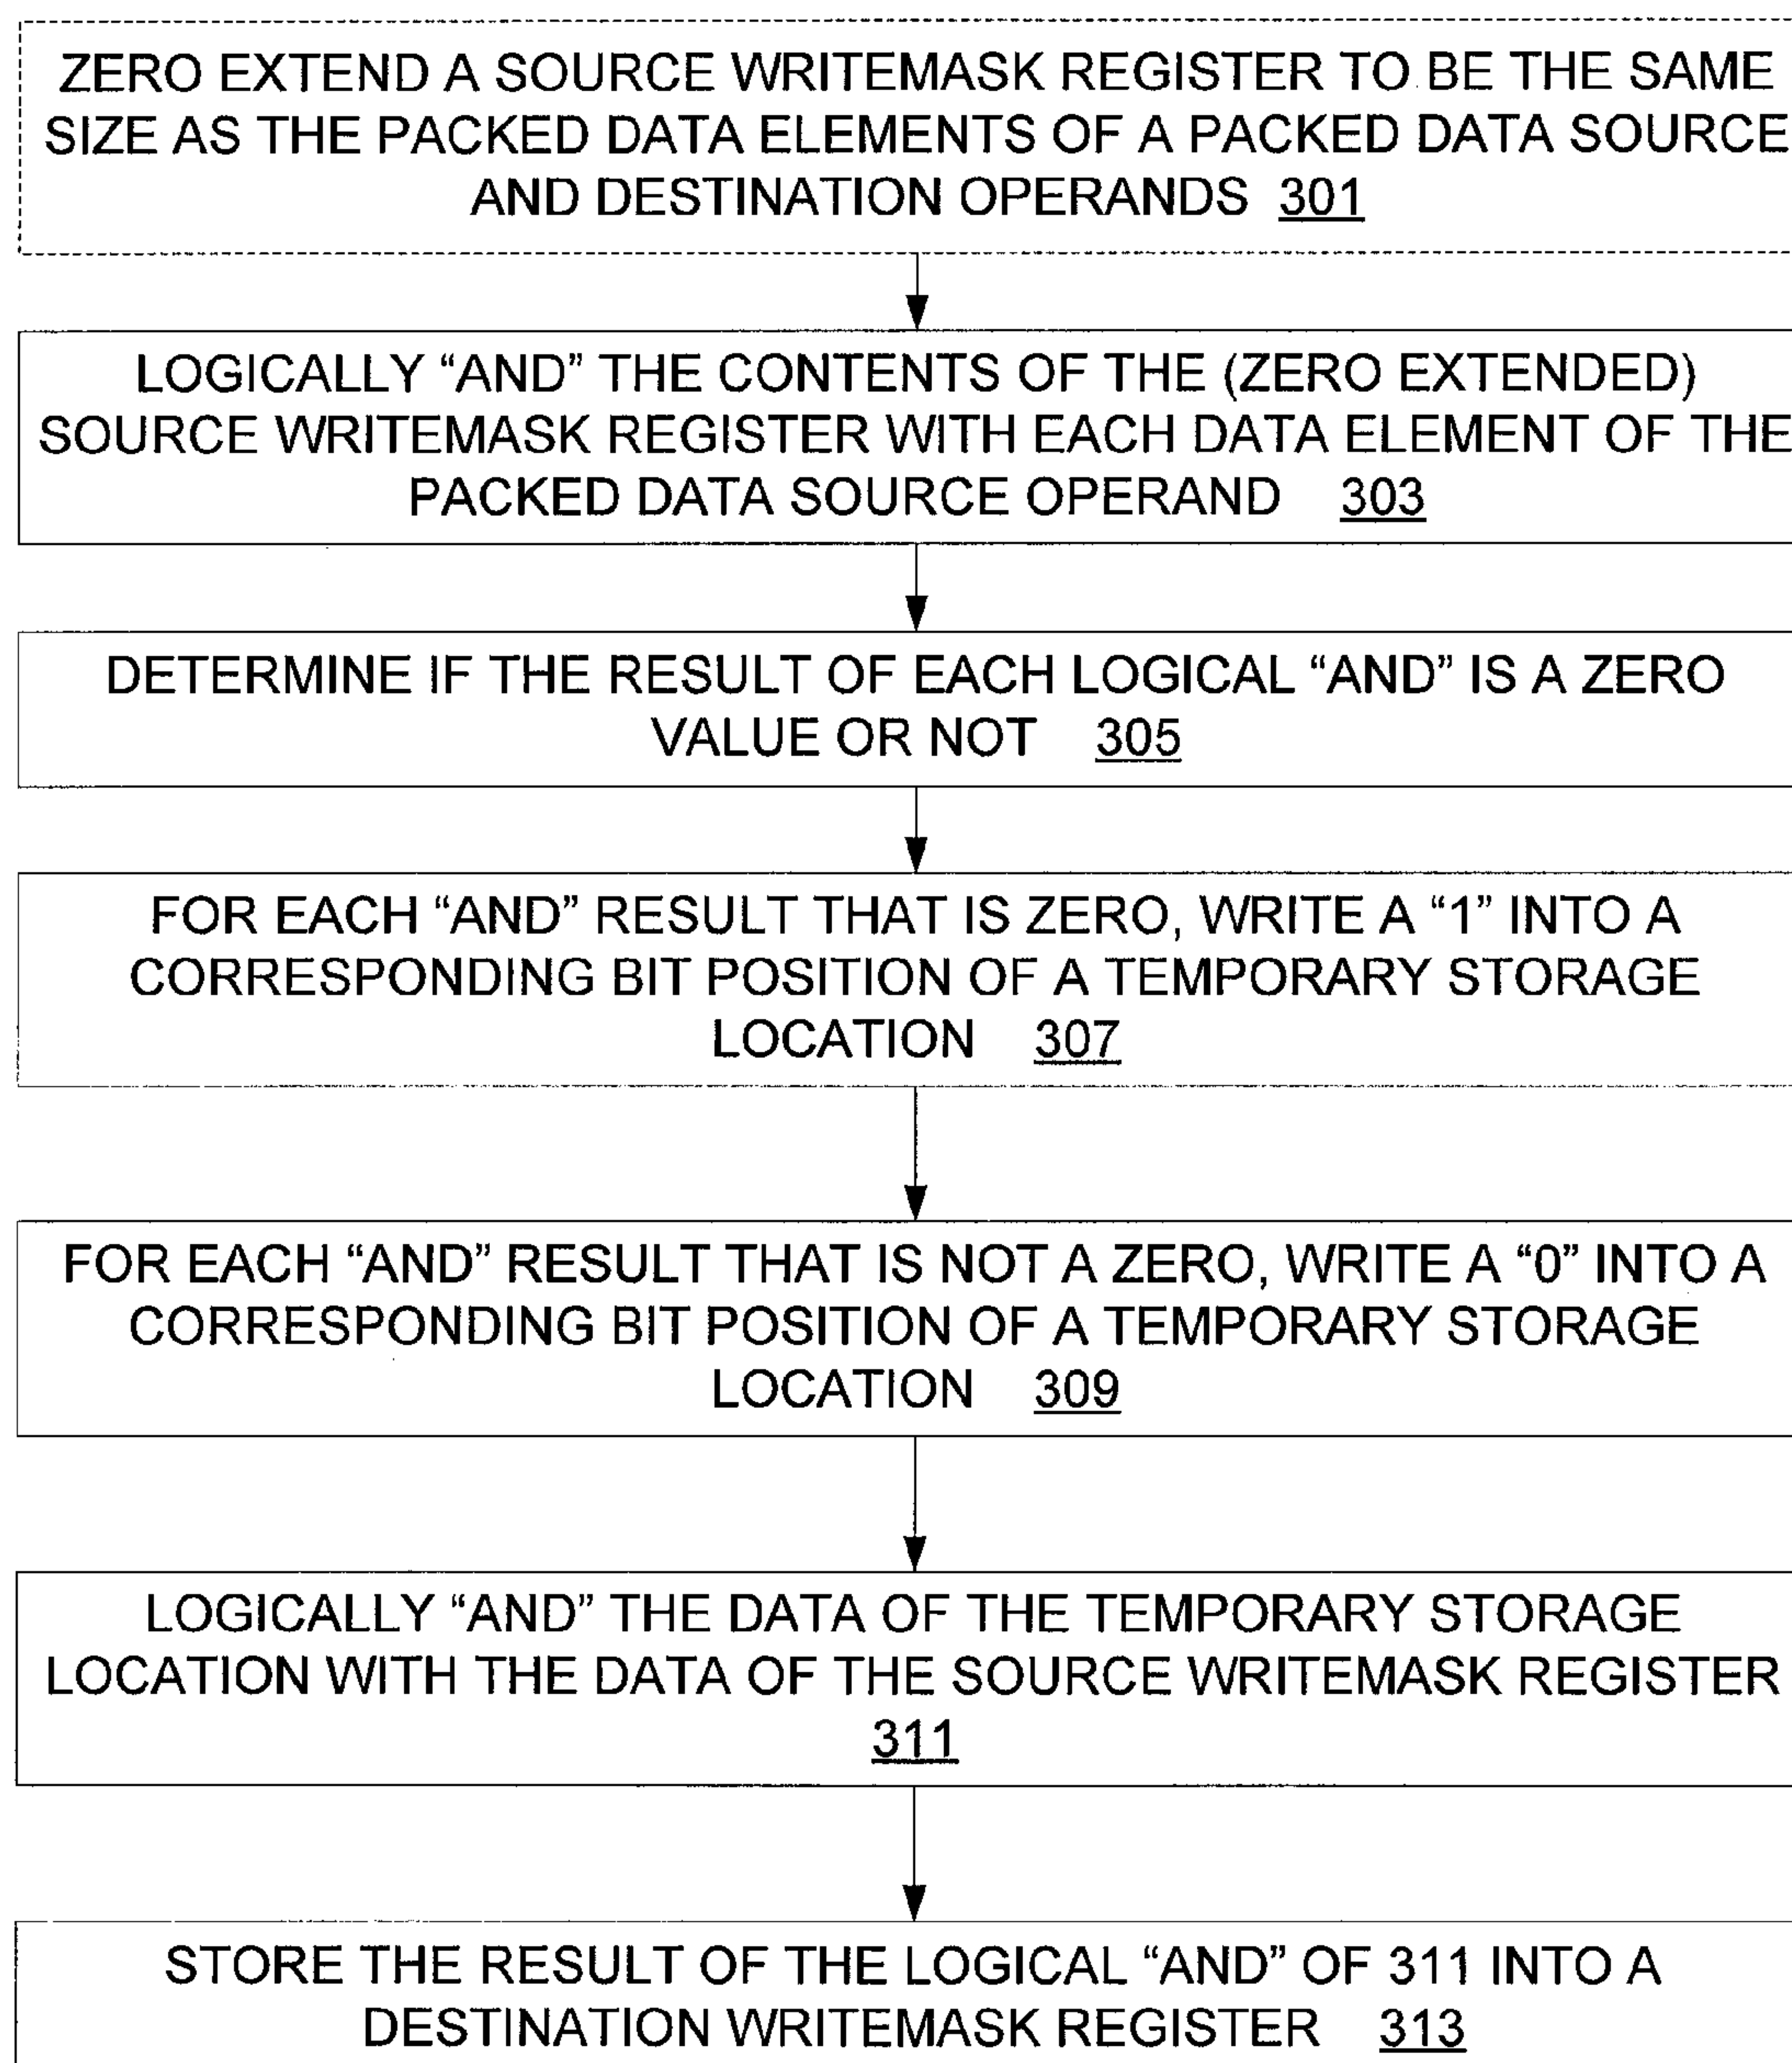 ZERO EXTEND A SOURCE WRITEMASK REGISTER TO BE THE SAME
SIZE AS THE PACKED DATA ELEMENTS OF A PACKED DATA SOURCE
AND DESTINATION OPERANDS 301
LOGICALLY “AND” THE CONTENTS OF THE (ZERO EXTENDED)
SOURCE WRITEMASK REGISTER WITH EACH DATA ELEMENT OF THE
PACKED DATA SOURCE OPERAND 303
DETERMINE IF THE RESULT OF EACH LOGICAL “AND” IS A ZERO
VALUE OR NOT 305
FOR EACH “AND” RESULT THAT IS ZERO, WRITE A “1” INTO A
CORRESPONDING BIT POSITION OF A TEMPORARY STORAGE
LOCATION 307
FOR EACH “AND” RESULT THAT IS NOT A ZERO, WRITE A “0” INTO A
CORRESPONDING BIT POSITION OF A TEMPORARY STORAGE
LOCATION 309
LOGICALLY “AND” THE DATA OF THE TEMPORARY STORAGE
LOCATION WITH THE DATA OF THE SOURCE WRITEMASK REGISTER
311
STORE THE RESULT OF THE LOGICAL “AND” OF 311 INTO A
DESTINATION WRITEMASK REGISTER 313